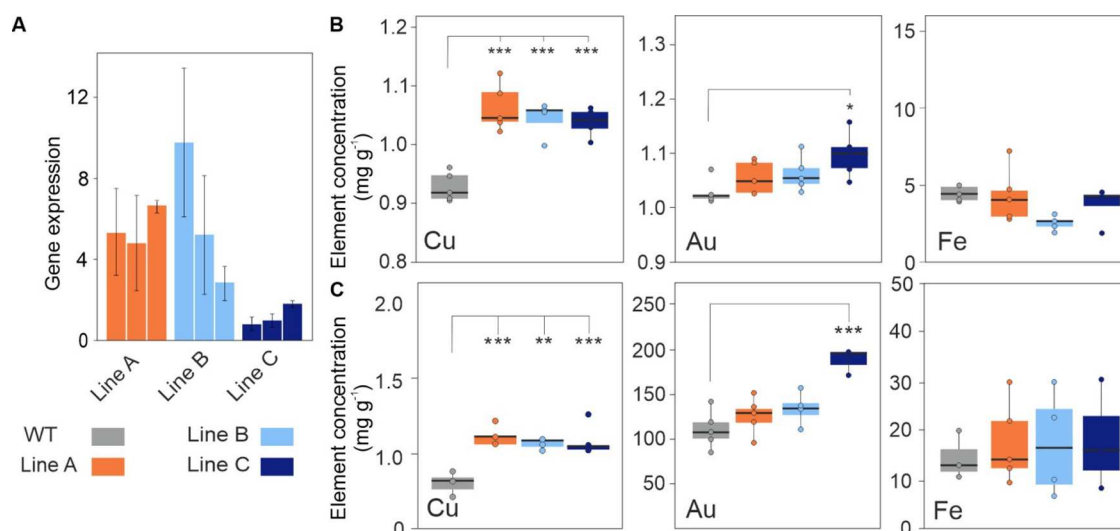 A
Gene expression
12
8
4
0
Line A
Line B
Line C
WT
Line A
Line B
Line C
B
Element concentration
(mg g⁻¹)
1.2
1.1
1.0
0.9
0.8
***
***
***
Cu
1.3
1.2
1.1
1.0
0.9
*
Au
15
10
5
0
Fe
C
Element concentration
(mg g⁻¹)
2.0
1.5
1.0
0
***
**
***
Cu
250
200
150
100
50
0
***
Au
50
40
30
20
10
0
Fe